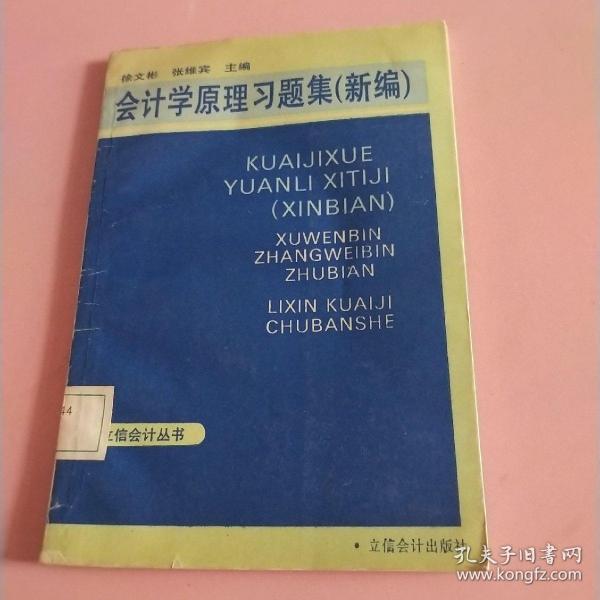 徐文彬 张维宾 主编
会计学原理习题集(新编)
KUAIJIXUE
YUANLI XITIJI
(XINBIAN)
XUWENBIN
ZHANGWEIBIN
ZHUBIAN
LIXIN KUAIJI
CHUBANSHE
44
立信会计丛书
·立信会计出版社
孔夫子旧书网
www.kongfz.com